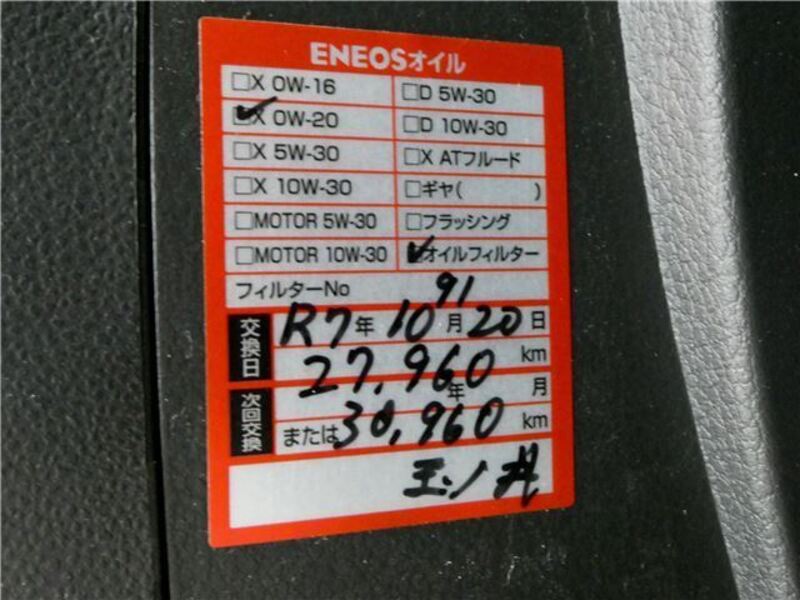 ENEOSオイル
□X 0W-16 □D 5W-30
☑X 0W-20 □D 10W-30
□X 5W-30 □X ATフルード
□X 10W-30 □ギヤ( )
□MOTOR 5W-30 □フラッシング
□MOTOR 10W-30 ☑オイルフィルター
フィルターNo 91
交換日 R7年 10月 20日
27,960 km
次回交換 年 月
または 30,960 km
玉ノ井